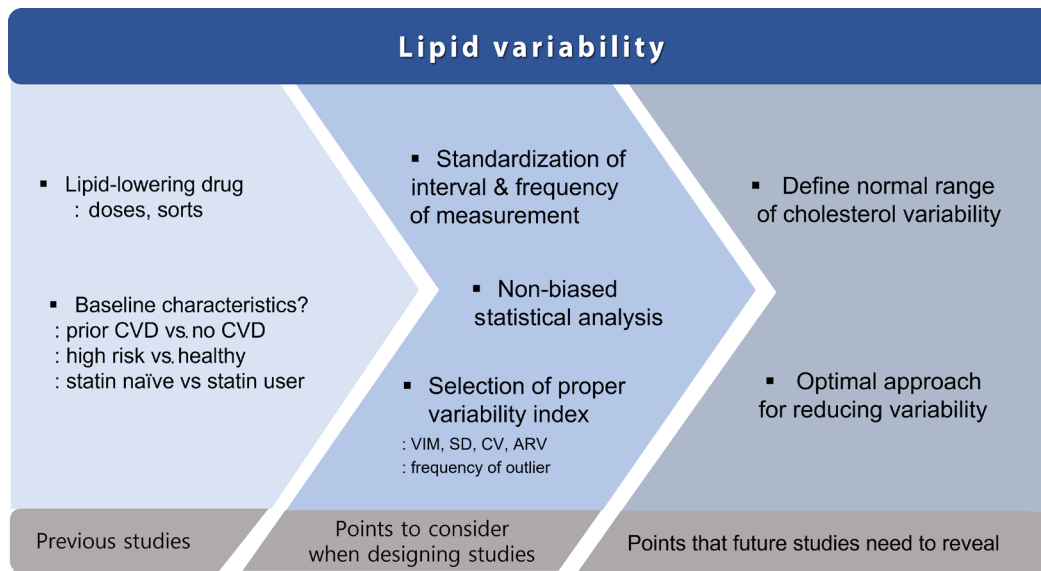 Lipid variability
▪ Lipid-lowering drug
: doses, sorts
▪ Baseline characteristics?
: prior CVD vs. no CVD
: high risk vs. healthy
: statin naïve vs statin user
Previous studies
▪ Standardization of
interval & frequency
of measurement
▪ Non-biased
statistical analysis
▪ Selection of proper
variability index
: VIM, SD, CV, ARV
: frequency of outlier
Points to consider
when designing studies
▪ Define normal range
of cholesterol variability
▪ Optimal approach
for reducing variability
Points that future studies need to reveal